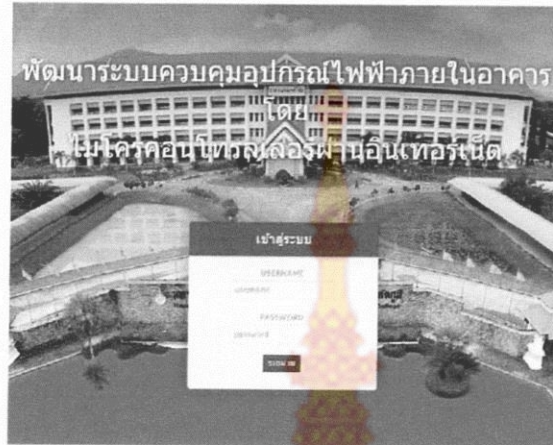 พัฒนาระบบควบคุมอุปกรณ์ไฟฟ้าภายในอาคาร
โดย
ไมโครคอนโทรลเลอร์ผ่านอินเทอร์เน็ต
เข้าสู่ระบบ
USERNAME
PASSWORD